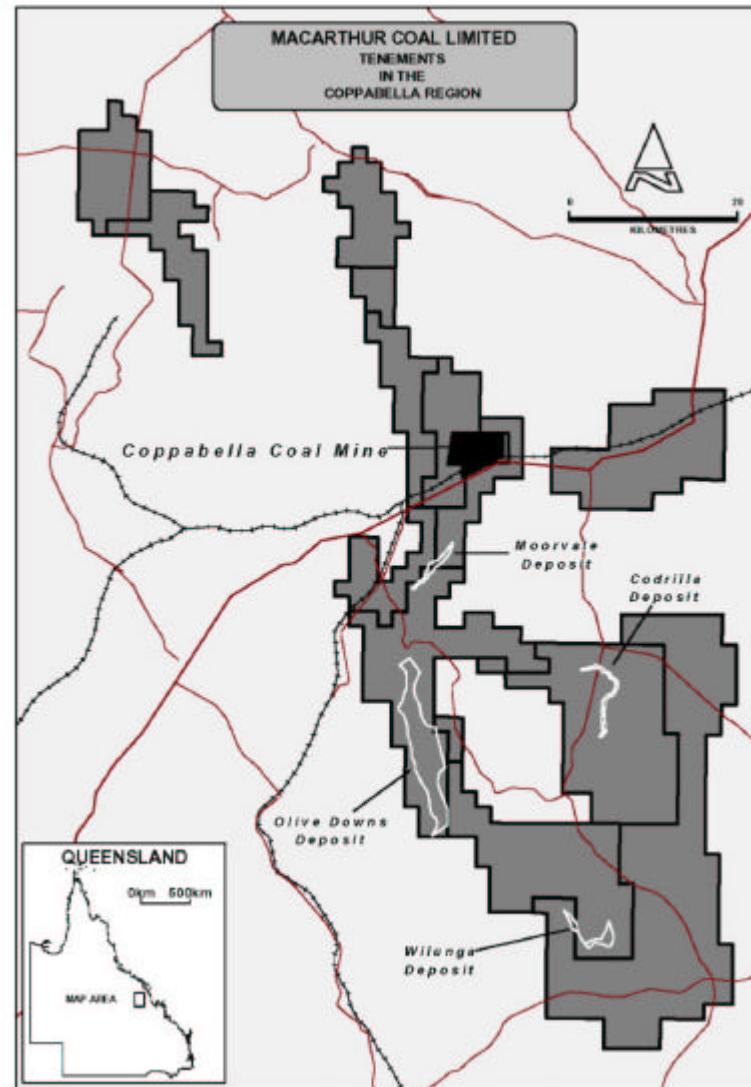 MACARTHUR COAL LIMITED
TENEMENTS
IN THE
COPPABELLA REGION
N
0 20
KILOMETRES
Coppabella Coal Mine
Moorvale
Deposit
Codrilla
Deposit
Olive Downs
Deposit
Wilunga
Deposit
QUEENSLAND
0km 500km
MAP AREA